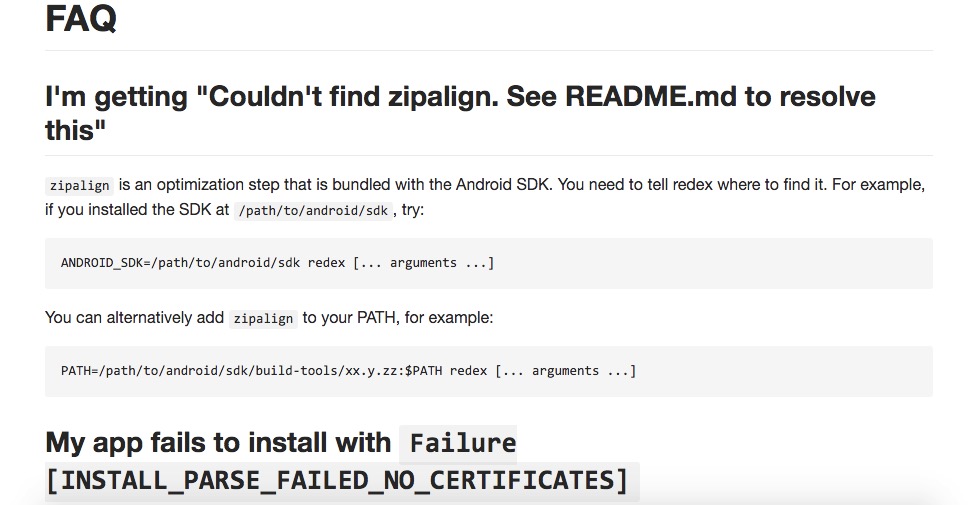 FAQ
I'm getting "Couldn't find zipalign. See README.md to resolve
this"
zipalign is an optimization step that is bundled with the Android SDK. You need to tell redex where to find it. For example,
if you installed the SDK at /path/to/android/sdk , try:
ANDROID_SDK=/path/to/android/sdk redex [... arguments ...]
You can alternatively add zipalign to your PATH, for example:
PATH=/path/to/android/sdk/build-tools/xx.y.zz:$PATH redex [... arguments ...]
My app fails to install with Failure
[INSTALL_PARSE_FAILED_NO_CERTIFICATES]